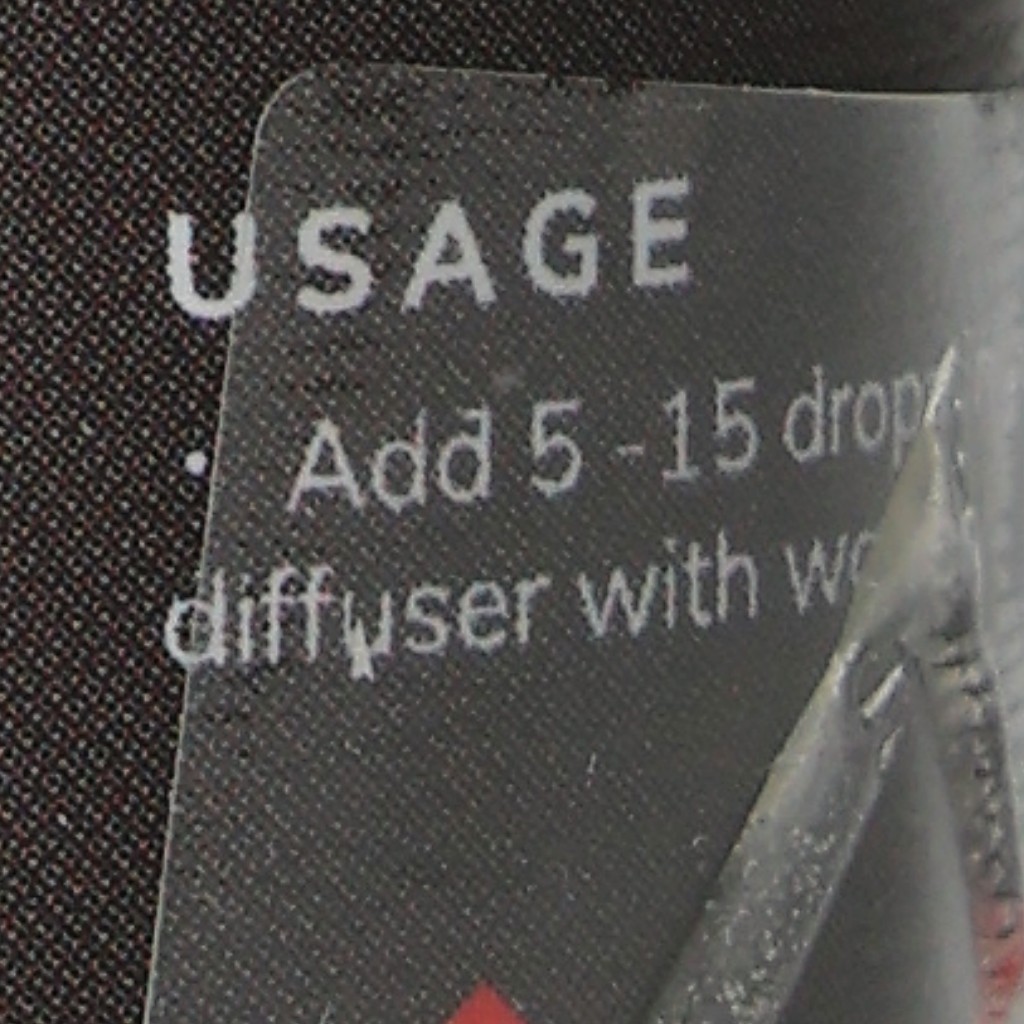 USAGE
· Add 5 -15 drop
diffuser with